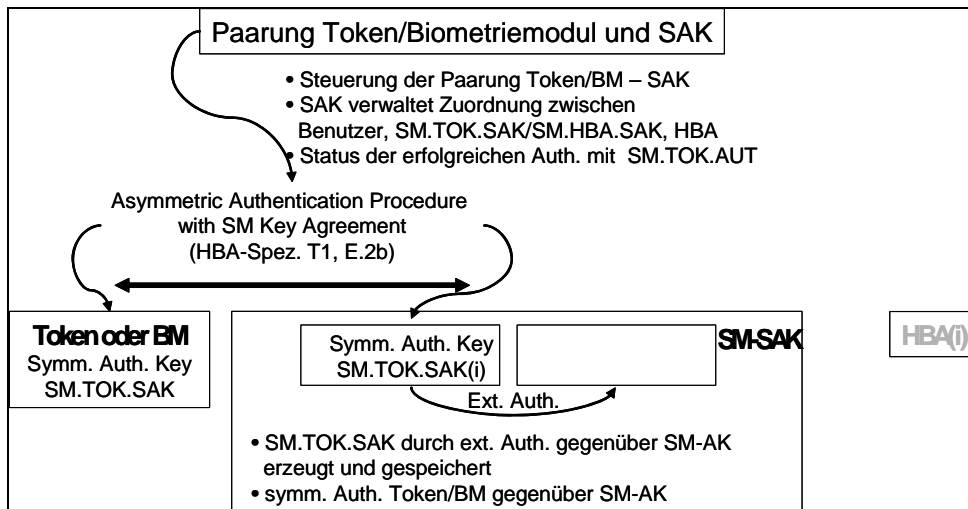 Paarung Token/Biometriemodul und SAK
• Steuerung der Paarung Token/BM – SAK
• SAK verwaltet Zuordnung zwischen
Benutzer, SM.TOK.SAK/SM.HBA.SAK, HBA
• Status der erfolgreichen Auth. mit SM.TOK.AUT
Asymmetric Authentication Procedure
with SM Key Agreement
(HBA-Spez. T1, E.2b)
Token oder BM
Symm. Auth. Key
SM.TOK.SAK
Symm. Auth. Key
SM.TOK.SAK(i)
SM-SAK
HBA(i)
Ext. Auth.
• SM.TOK.SAK durch ext. Auth. gegenüber SM-AK
erzeugt und gespeichert
• symm. Auth. Token/BM gegenüber SM-AK